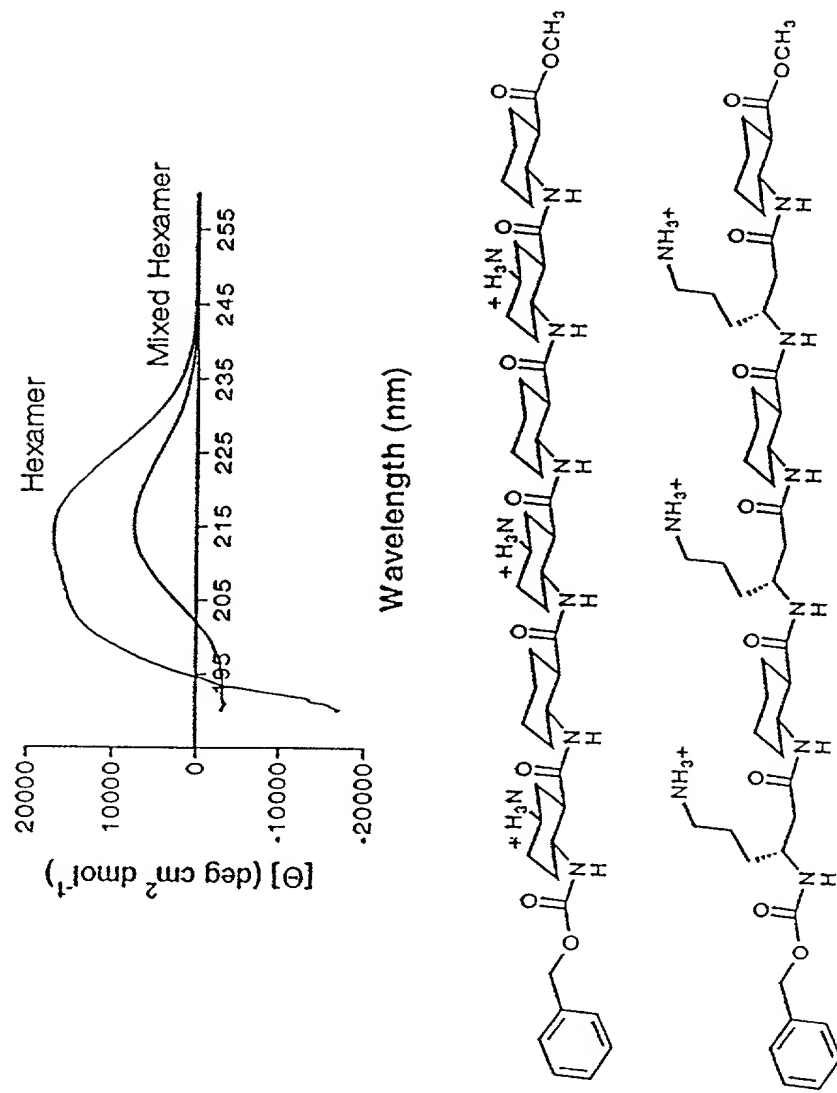 20000
10000
0
-10000
-20000
[Θ] (deg cm² dmol⁻¹)
Hexamer
Mixed Hexamer
195 205 215 225 235 245 255
Wavelength (nm)
+ H₃N + H₃N + H₃N
O O O O O O O
O OCH₃
N N N N N N
H H H H H H
NH₃+ NH₃+ NH₃+
O O O O O O O
O OCH₃
N N N N N N
H H H H H H